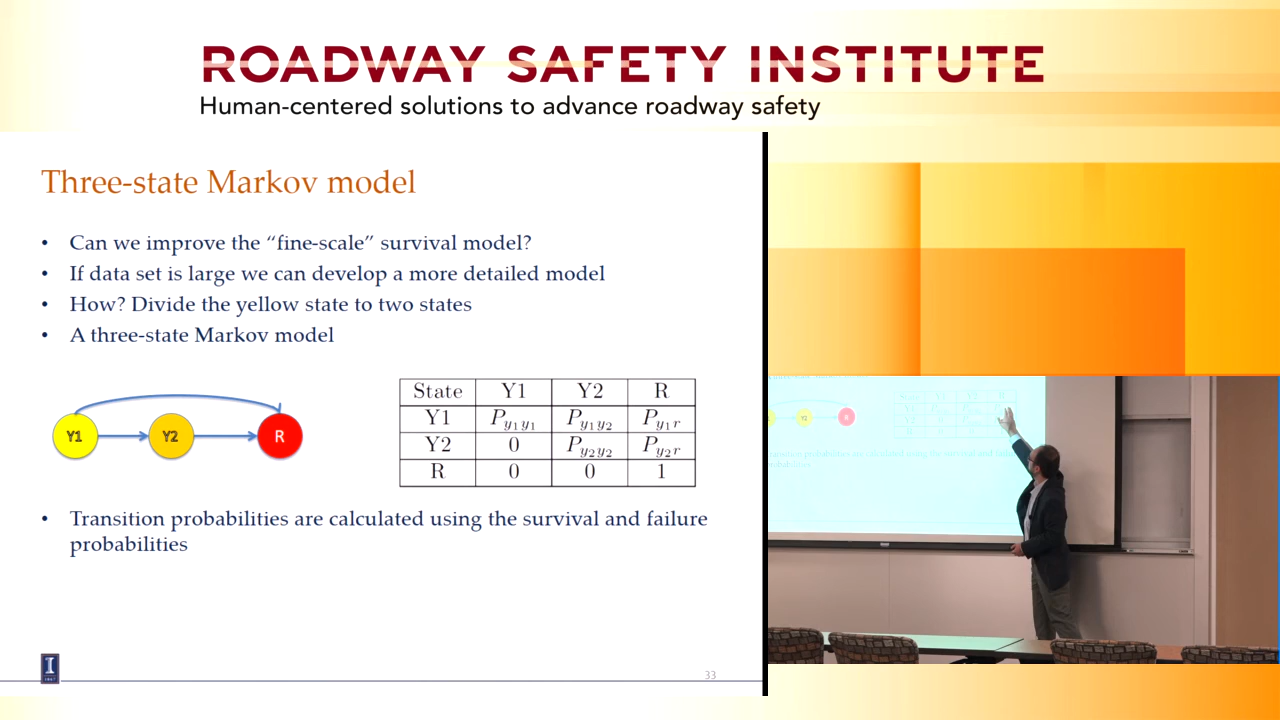 ROADWAY SAFETY INSTITUTE
Human-centered solutions to advance roadway safety
Three-state Markov model
• Can we improve the “fine-scale” survival model?
• If data set is large we can develop a more detailed model
• How? Divide the yellow state to two states
• A three-state Markov model
Y1 Y2 R
State Y1 Y2 R
Y1 P_{y_1y_1} P_{y_1y_2} P_{y_1r}
Y2 0 P_{y_2y_2} P_{y_2r}
R 0 0 1
• Transition probabilities are calculated using the survival and failure
probabilities
I
33